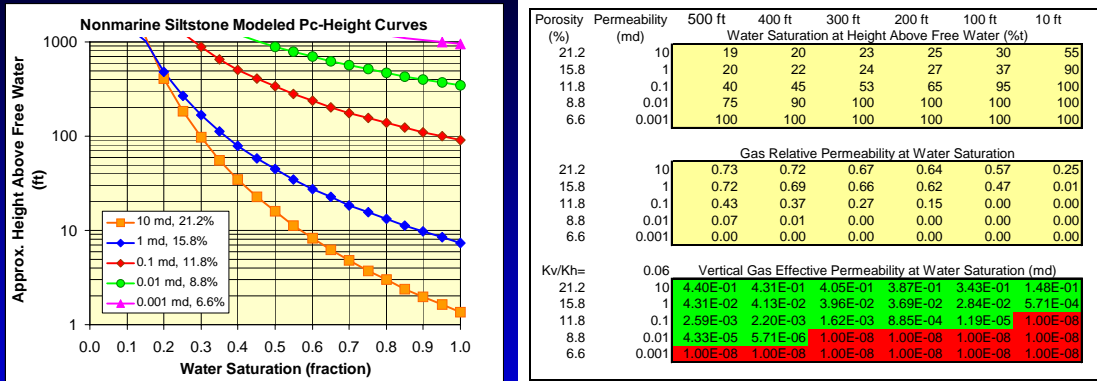 Nonmarine Siltstone Modeled Pc-Height Curves
Approx. Height Above Free Water
(ft)
1000
100
10
1
10 md, 21.2%
1 md, 15.8%
0.1 md, 11.8%
0.01 md, 8.8%
0.001 md, 6.6%
0.0 0.1 0.2 0.3 0.4 0.5 0.6 0.7 0.8 0.9 1.0
Water Saturation (fraction)
Porosity Permeability 500 ft 400 ft 300 ft 200 ft 100 ft 10 ft
(%) (md) Water Saturation at Height Above Free Water (%t)
21.2 10 19 20 23 25 30 55
15.8 1 20 22 24 27 37 90
11.8 0.1 40 45 53 65 95 100
8.8 0.01 75 90 100 100 100 100
6.6 0.001 100 100 100 100 100 100
Gas Relative Permeability at Water Saturation
21.2 10 0.73 0.72 0.67 0.64 0.57 0.25
15.8 1 0.72 0.69 0.66 0.62 0.47 0.01
11.8 0.1 0.43 0.37 0.27 0.15 0.00 0.00
8.8 0.01 0.07 0.01 0.00 0.00 0.00 0.00
6.6 0.001 0.00 0.00 0.00 0.00 0.00 0.00
Kv/Kh= 0.06 Vertical Gas Effective Permeability at Water Saturation (md)
21.2 10 4.40E-01 4.31E-01 4.05E-01 3.87E-01 3.43E-01 1.48E-01
15.8 1 4.31E-02 4.13E-02 3.96E-02 3.69E-02 2.84E-02 5.71E-04
11.8 0.1 2.59E-03 2.20E-03 1.62E-03 8.85E-04 1.19E-05 1.00E-08
8.8 0.01 4.33E-05 5.71E-06 1.00E-08 1.00E-08 1.00E-08 1.00E-08
6.6 0.001 1.00E-08 1.00E-08 1.00E-08 1.00E-08 1.00E-08 1.00E-08